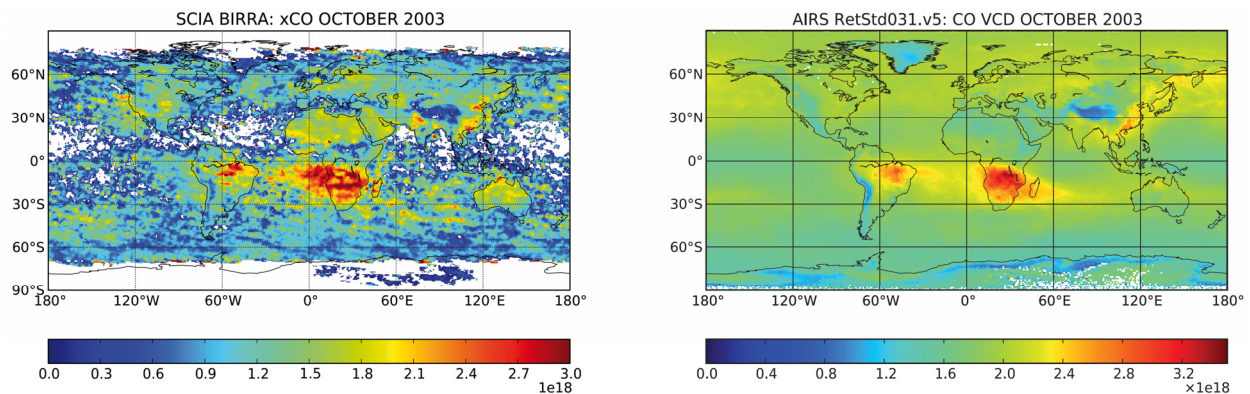 SCIA BIRRA: xCO OCTOBER 2003
60°N
30°N
0°
30°S
60°S
90°S
180° 120°W 60°W 0° 60°E 120°E 180°
0.0 0.3 0.6 0.9 1.2 1.5 1.8 2.1 2.4 2.7 3.0
1e18
AIRS RetStd031.v5: CO VCD OCTOBER 2003
60°N
30°N
0°
30°S
60°S
90°S
180° 120°W 60°W 0° 60°E 120°E 180°
0.0 0.4 0.8 1.2 1.6 2.0 2.4 2.8 3.2
×1e18